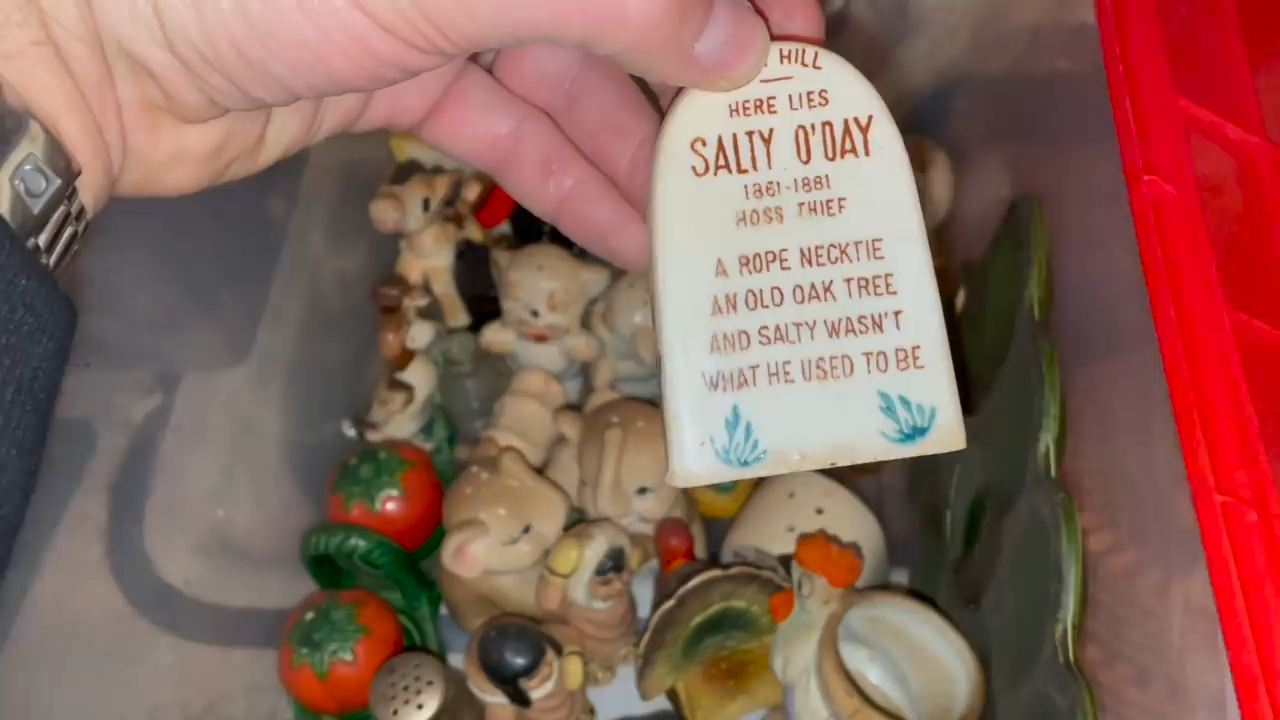 HILL
HERE LIES
SALTY O'DAY
1861-1881
HOSS THIEF
A ROPE NECKTIE
AN OLD OAK TREE
AND SALTY WASN'T
WHAT HE USED TO BE